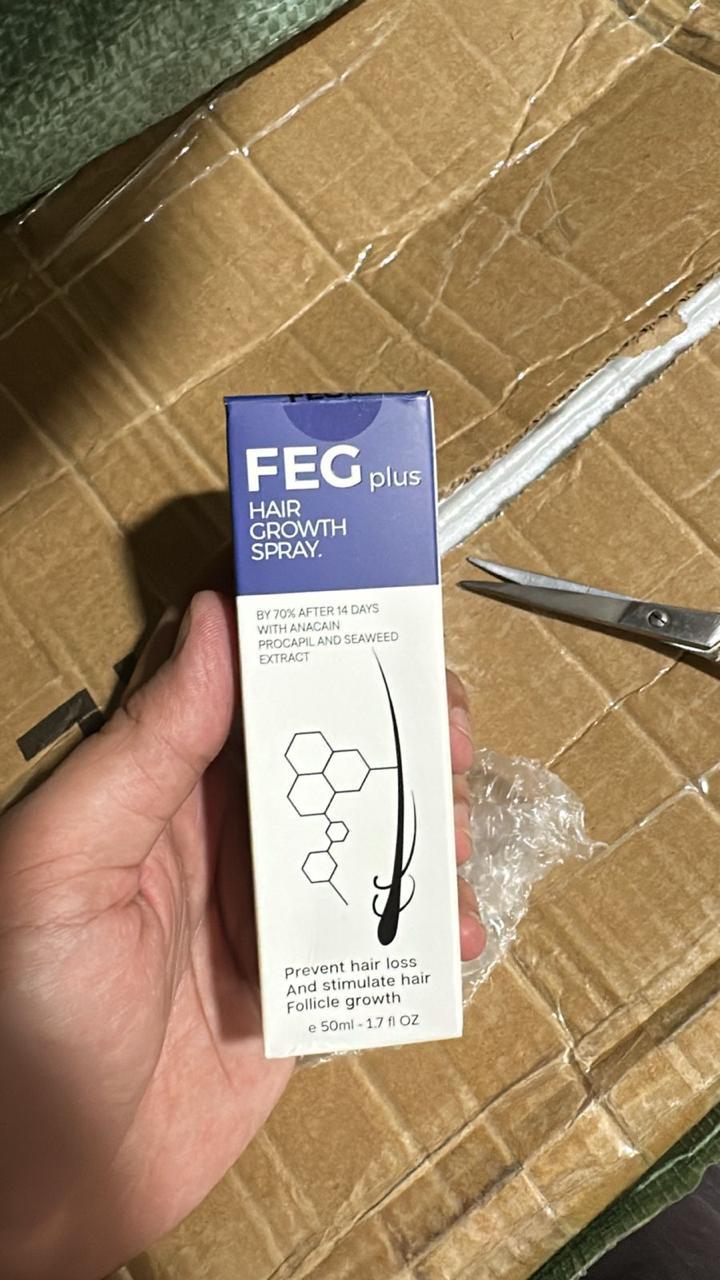 FEG plus
HAIR
GROWTH
SPRAY.
BY 70% AFTER 14 DAYS
WITH ANACAIN
PROCAPIL AND SEAWEED
EXTRACT
Prevent hair loss
And stimulate hair
Follicle growth
e 50ml - 1.7 fl OZ